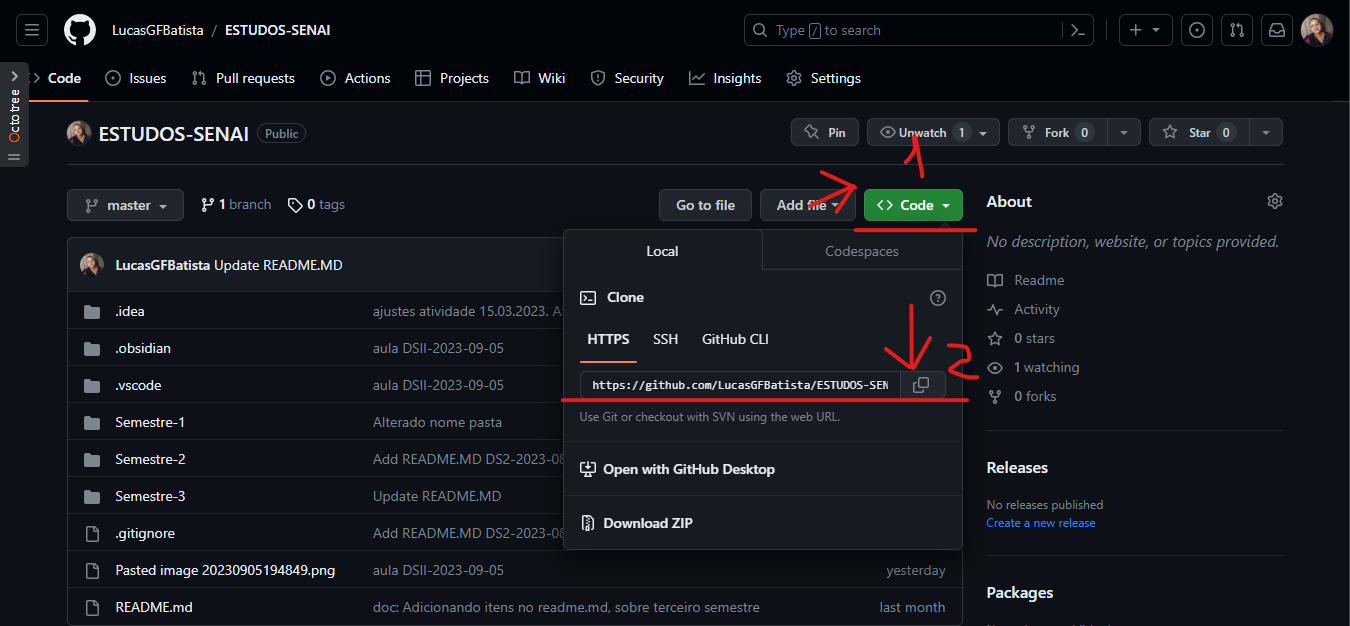 LucasGFBatista / ESTUDOS-SENAI
Type / to search
Code Issues Pull requests Actions Projects Wiki Security Insights Settings
Octotree
ESTUDOS-SENAI Public
Pin Unwatch 1 Fork 0 Star 0
1
master 1 branch 0 tags Go to file Add file Code
About
No description, website, or topics provided.
Readme
Activity
0 stars
1 watching
0 forks
Releases
No releases published
Create a new release
Packages
LucasGFBatista Update README.MD
.idea ajustes atividade 15.03.2023. A
.obsidian aula DSII-2023-09-05
.vscode aula DSII-2023-09-05
Semestre-1 Alterado nome pasta
Semestre-2 Add README.MD DS2-2023-08
Semestre-3 Update README.MD
.gitignore Add README.MD DS2-2023-08
Pasted image 20230905194849.png aula DSII-2023-09-05 yesterday
README.md doc: Adicionando itens no readme.md, sobre terceiro semestre last month
Local Codespaces
Clone
HTTPS SSH GitHub CLI
https://github.com/LucasGFBatista/ESTUDOS-SEN
2
Use Git or checkout with SVN using the web URL.
Open with GitHub Desktop
Download ZIP